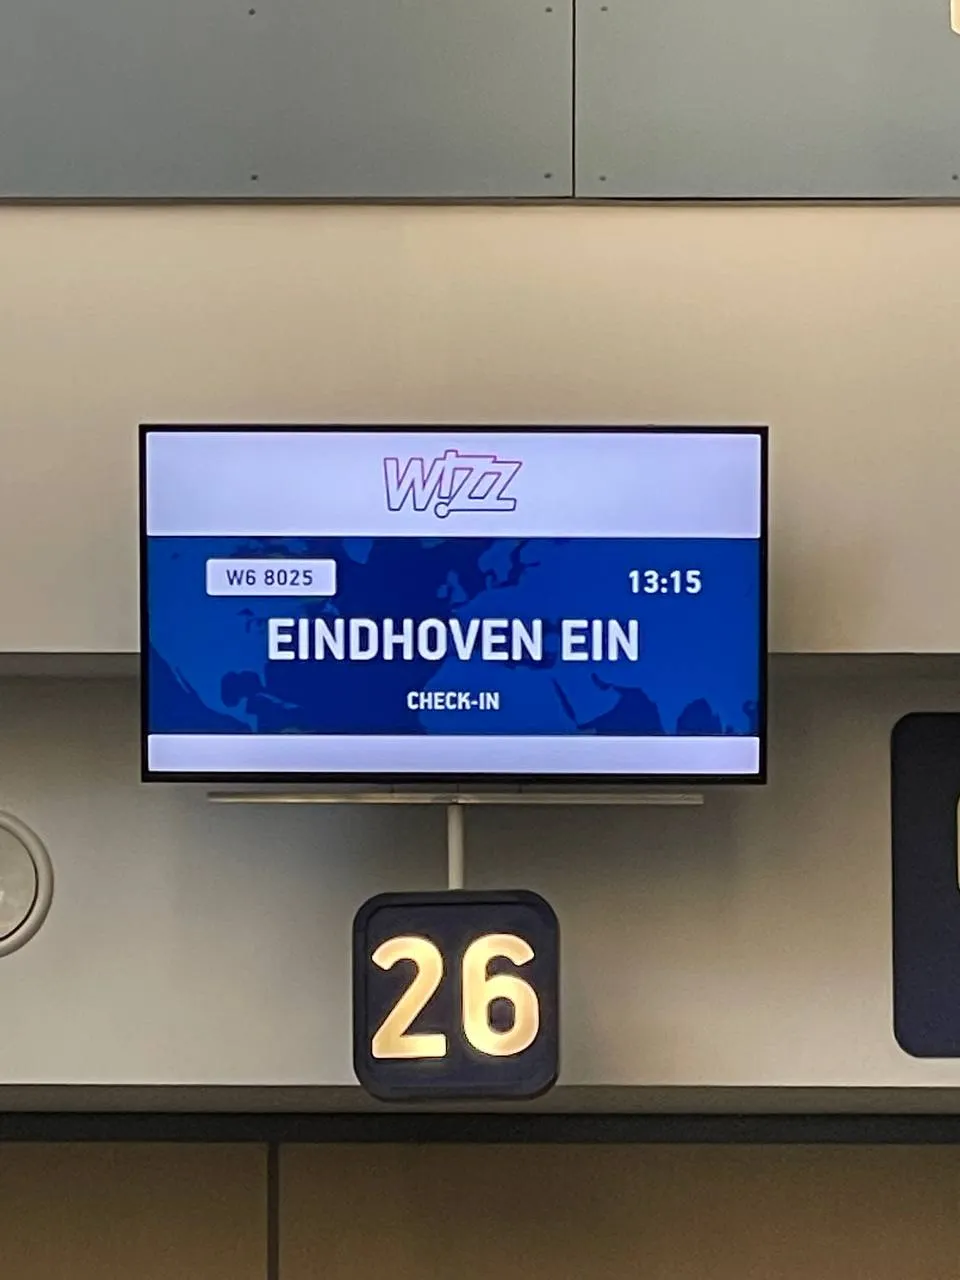 WIZZ
W6 8025
13:15
EINDHOVEN EIN
CHECK-IN
26